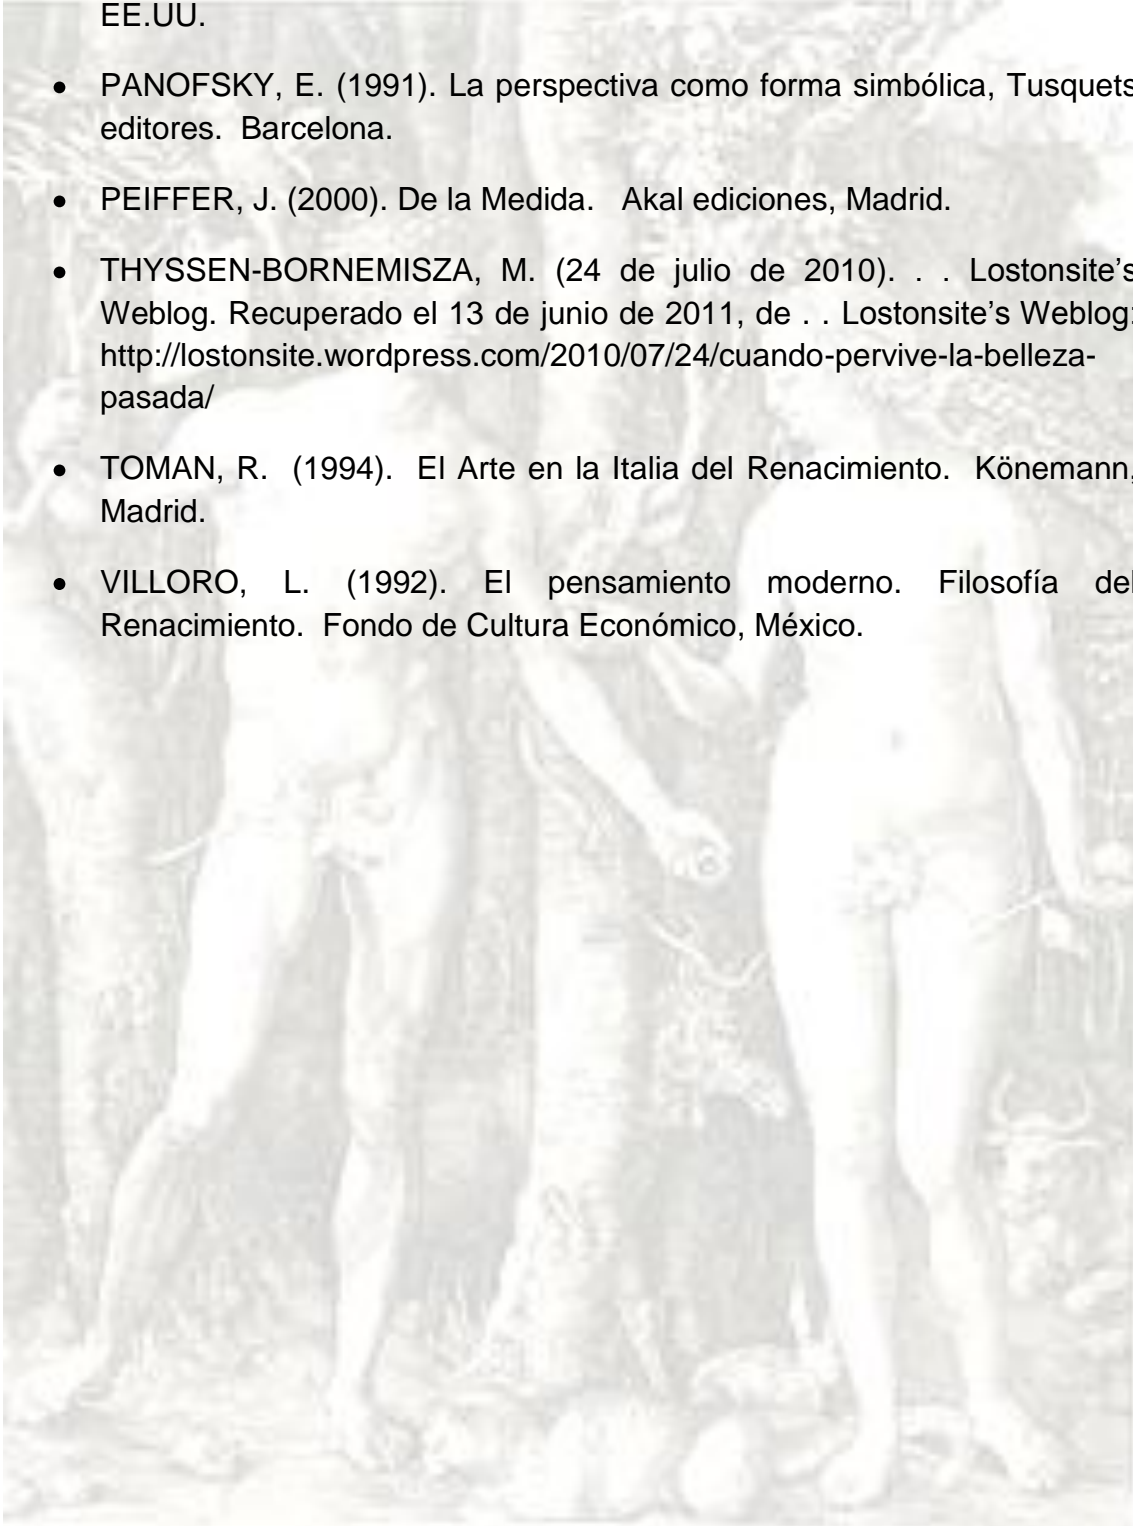 EE.UU.
• PANOFSKY, E. (1991). La perspectiva como forma simbólica, Tusquets
editores. Barcelona.
• PEIFFER, J. (2000). De la Medida. Akal ediciones, Madrid.
• THYSSEN-BORNEMISZA, M. (24 de julio de 2010). . . Lostonsite’s
Weblog. Recuperado el 13 de junio de 2011, de . . Lostonsite’s Weblog:
http://lostonsite.wordpress.com/2010/07/24/cuando-pervive-la-belleza-
pasada/
• TOMAN, R. (1994). El Arte en la Italia del Renacimiento. Könemann,
Madrid.
• VILLORO, L. (1992). El pensamiento moderno. Filosofía del
Renacimiento. Fondo de Cultura Económico, México.